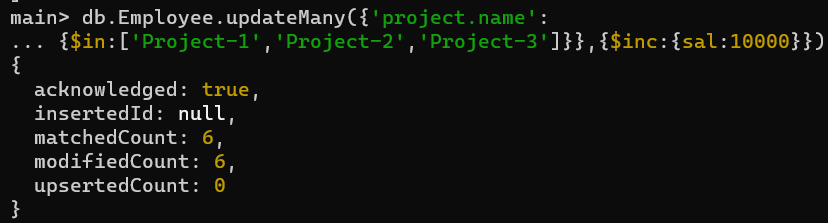 main> db.Employee.updateMany({'project.name':
... {$in:['Project-1','Project-2','Project-3']}},{$inc:{sal:10000}})
{
  acknowledged: true,
  insertedId: null,
  matchedCount: 6,
  modifiedCount: 6,
  upsertedCount: 0
}